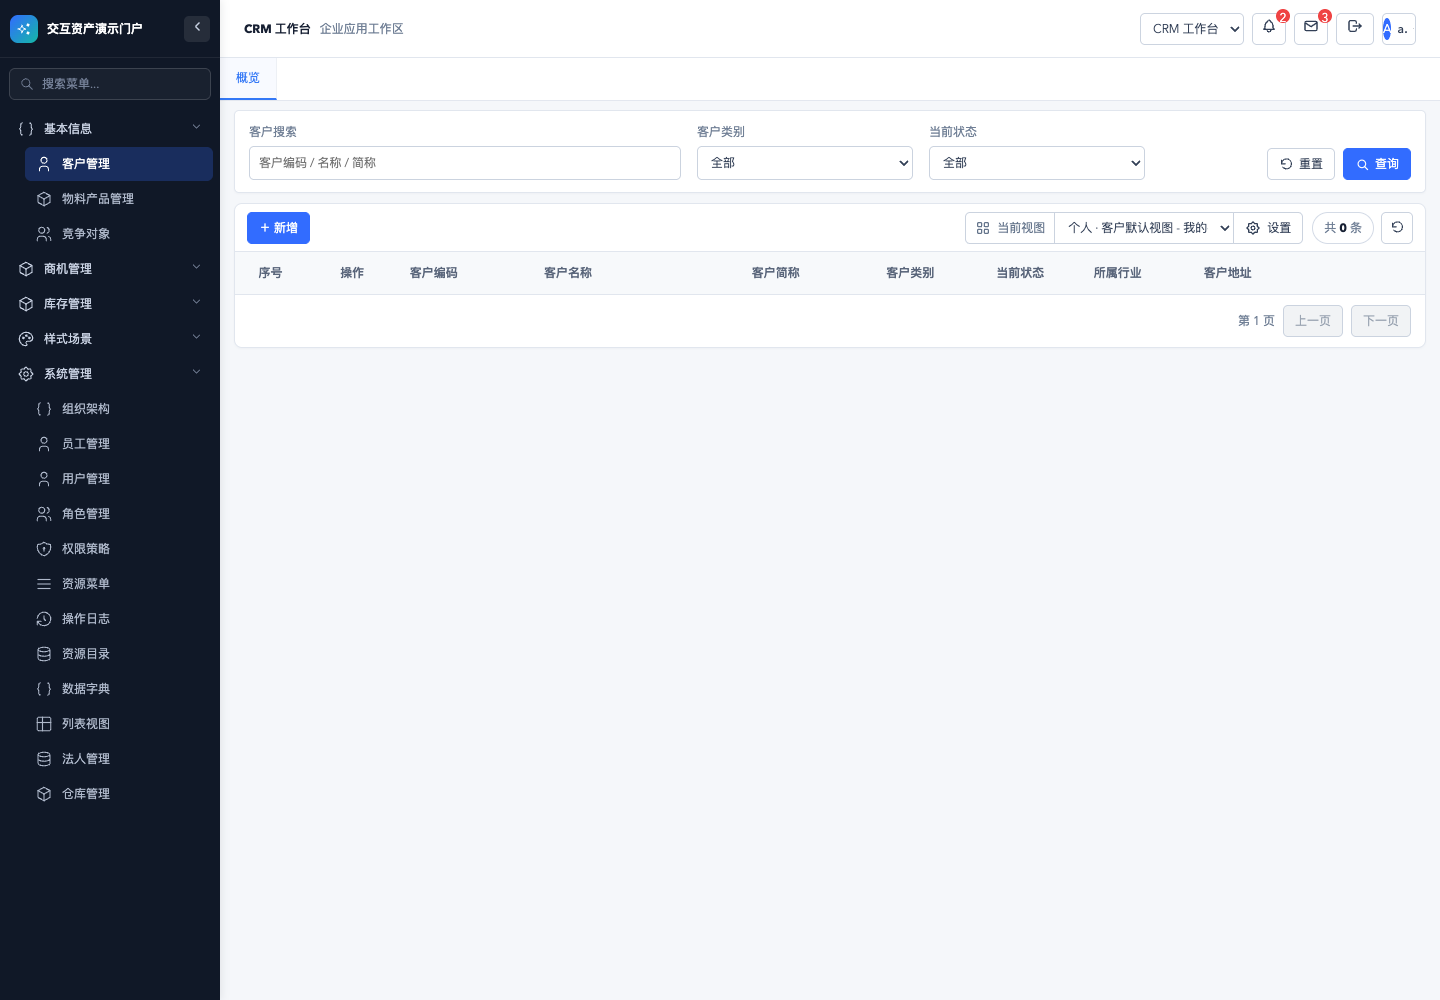 交互资产演示门户
搜索菜单...
基本信息
客户管理
物料产品管理
竞争对象
商机管理
库存管理
样式场景
系统管理
组织架构
员工管理
用户管理
角色管理
权限策略
资源菜单
操作日志
资源目录
数据字典
列表视图
法人管理
仓库管理
CRM 工作台 企业应用工作区
CRM 工作台 2 3 A a.
概览
客户搜索 客户类别 当前状态
客户编码 / 名称 / 简称 全部 全部 重置 查询
+ 新增 当前视图 个人 · 客户默认视图 - 我的 设置 共 0 条
序号 操作 客户编码 客户名称 客户简称 客户类别 当前状态 所属行业 客户地址
第 1 页 上一页 下一页